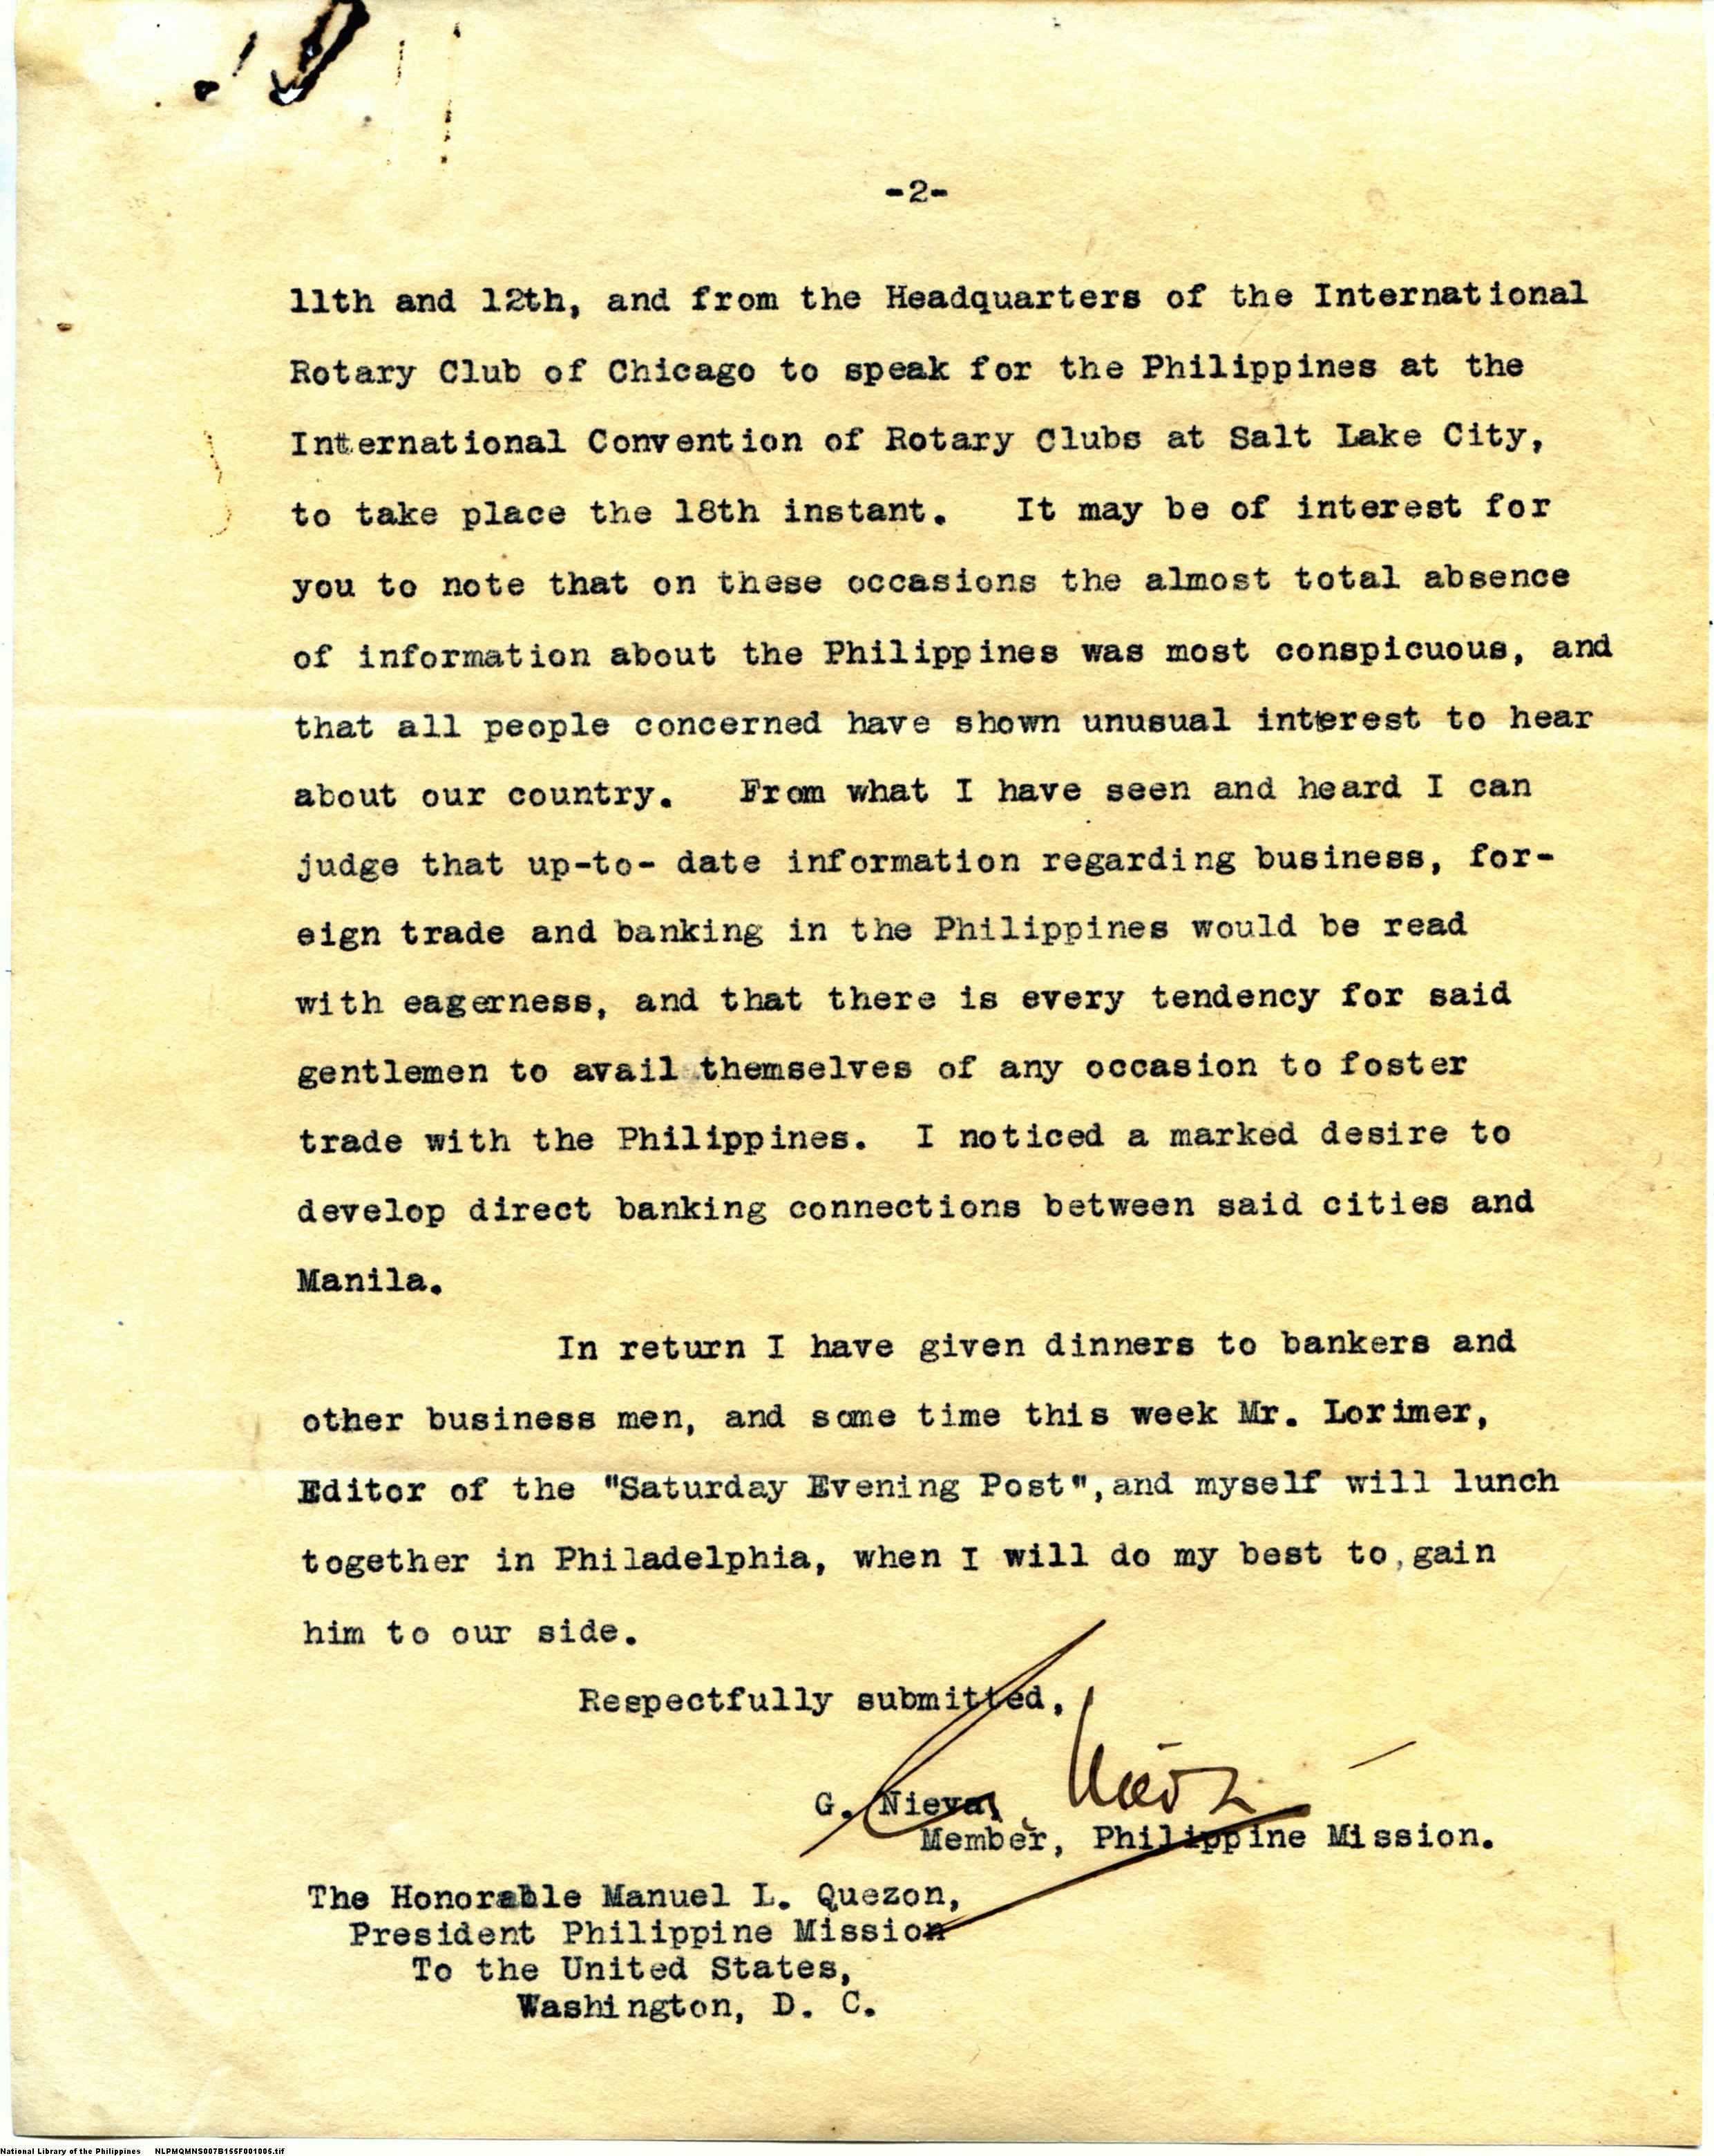 -2-
11th and 12th, and from the Headquarters of the International
Rotary Club of Chicago to speak for the Philippines at the
International Convention of Rotary Clubs at Salt Lake City,
to take place the 18th instant. It may be of interest for
you to note that on these occasions the almost total absence
of information about the Philippines was most conspicuous, and
that all people concerned have shown unusual interest to hear
about our country. From what I have seen and heard I can
judge that up-to- date information regarding business, for-
eign trade and banking in the Philippines would be read
with eagerness, and that there is every tendency for said
gentlemen to avail themselves of any occasion to foster
trade with the Philippines. I noticed a marked desire to
develop direct banking connections between said cities and
Manila.
In return I have given dinners to bankers and
other business men, and some time this week Mr. Lorimer,
Editor of the "Saturday Evening Post", and myself will lunch
together in Philadelphia, when I will do my best to gain
him to our side.
Respectfully submitted,
G. Nieva,
Member, Philippine Mission.
The Honorable Manuel L. Quezon,
President Philippine Mission
To the United States,
Washington, D. C.
National Library of the Philippines NLPMQMNS007B155F001006.tif